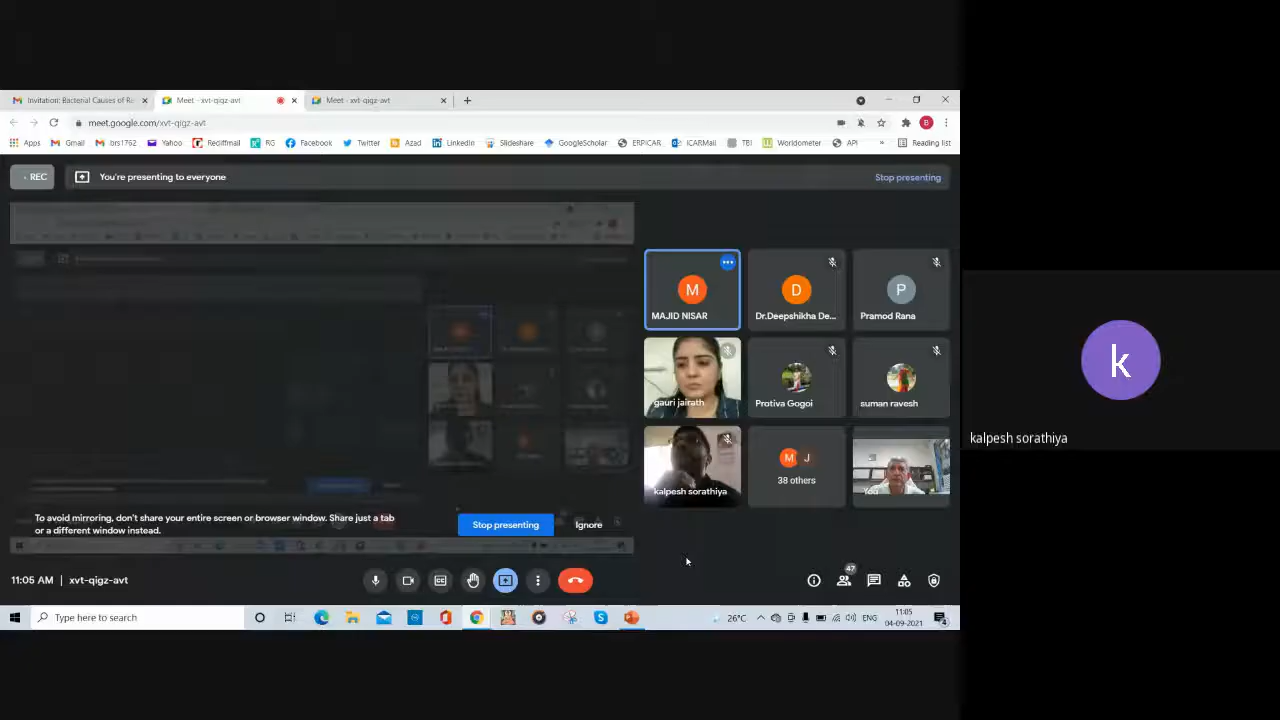 Invitation: Bacterial Causes of Re
Meet - xvt-qigz-avt
Meet - xvt-qigz-avt
meet.google.com/xvt-qigz-avt
Apps Gmail brs1762 Yahoo Rediffmail RG Facebook Twitter Azad LinkedIn Slideshare GoogleScholar ERPICAR ICARMail TBI Worldometer API » Reading list
REC
You're presenting to everyone
Stop presenting
M
D
P
MAJID NISAR
Dr.Deepshikha De...
Pramod Rana
gauri jairath
Protiva Gogoi
suman ravesh
M J
kalpesh sorathiya
38 others
You
k
kalpesh sorathiya
To avoid mirroring, don't share your entire screen or browser window. Share just a tab
or a different window instead.
Stop presenting
Ignore
11:05 AM | xvt-qigz-avt
47
Type here to search
26°C
ENG
11:05
04-09-2021
4